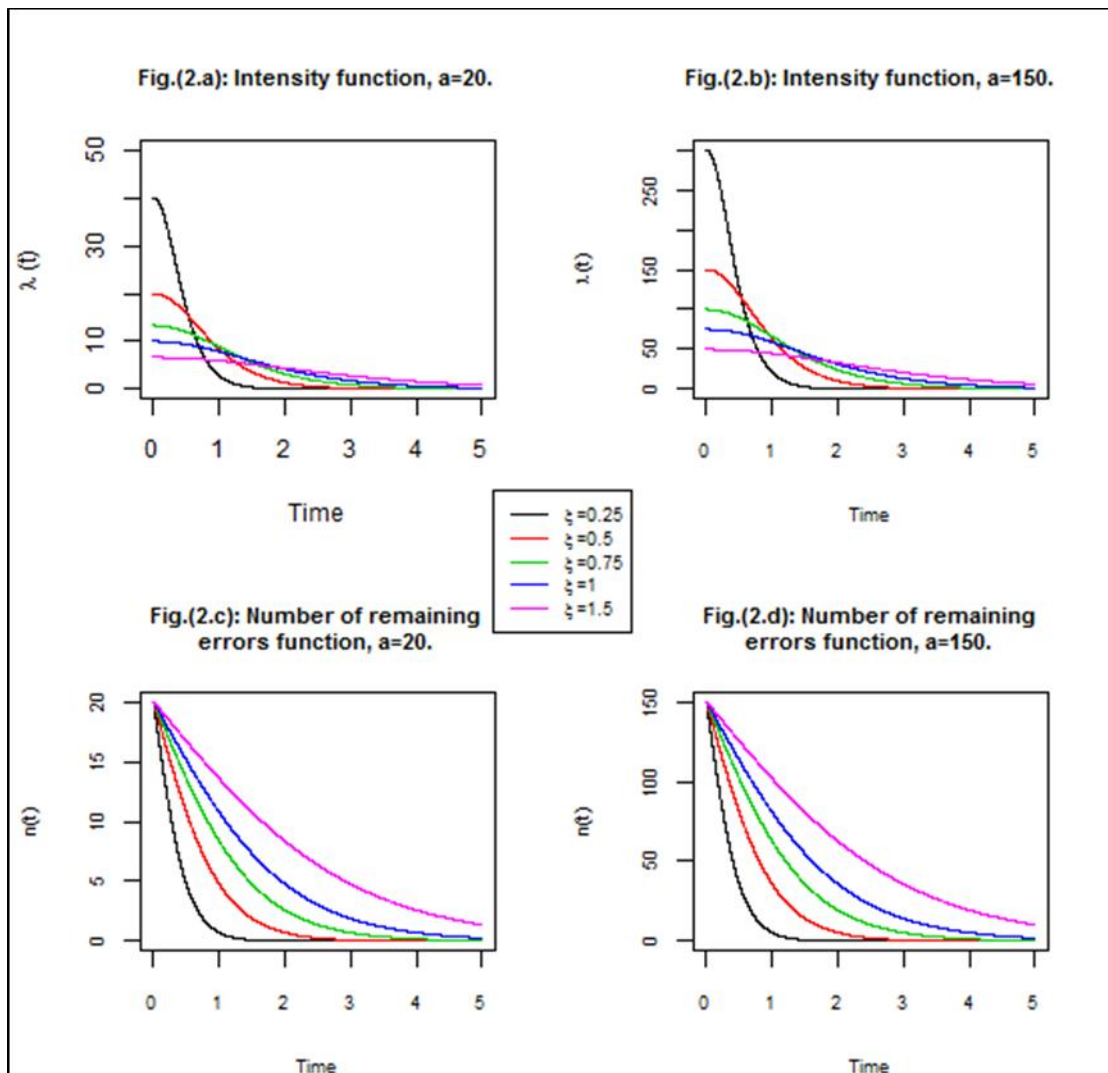 Fig.(2.a): Intensity function, a=20.
50
30
10
0
λ (t)
0 1 2 3 4 5
Time
Fig.(2.b): Intensity function, a=150.
250
150
50
0
λ(t)
0 1 2 3 4 5
Time
ξ=0.25
ξ=0.5
ξ=0.75
ξ=1
ξ=1.5
Fig.(2.c): Number of remaining
errors function, a=20.
20
15
10
5
0
n(t)
0 1 2 3 4 5
Time
Fig.(2.d): Number of remaining
errors function, a=150.
150
100
50
0
n(t)
0 1 2 3 4 5
Time